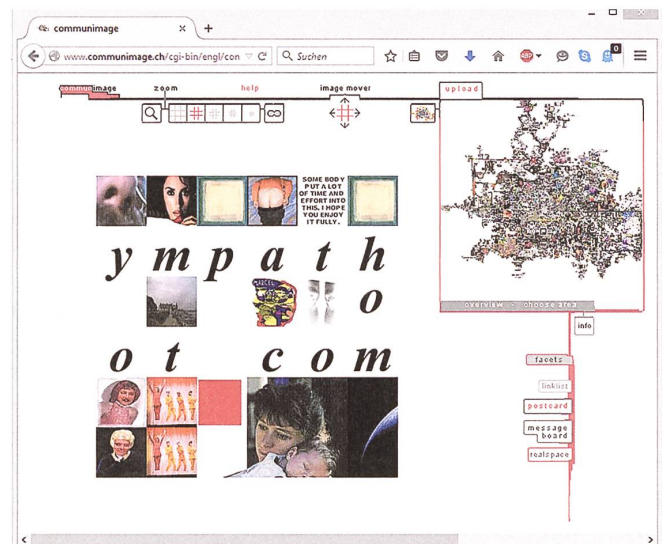 communimage
www.communimage.ch/cgi-bin/engl/con
Suchen
ABP
0
communimage
zoom
help
image mover
upload
SOME BODY
PUT A LOT
OF TIME AND
EFFORT INTO
THIS. I HOPE
YOU ENJOY
IT FULLY.
y m p a t h
o
o t c o m
overview - choose area
info
facets
linklist
postcard
message
board
realspace